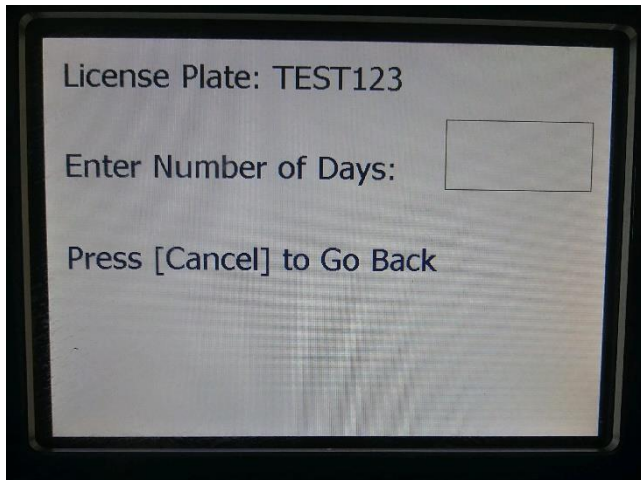 License Plate: TEST123
Enter Number of Days:
Press [Cancel] to Go Back